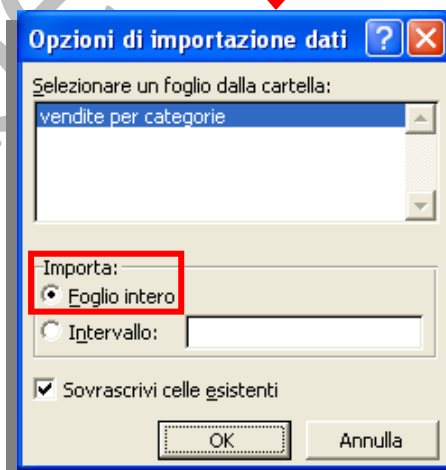 Opzioni di importazione dati
Selezionare un foglio dalla cartella:
vendite per categorie
Importa:
Foglio intero
Intervallo:
Sovrascrivi celle esistenti
OK Annulla